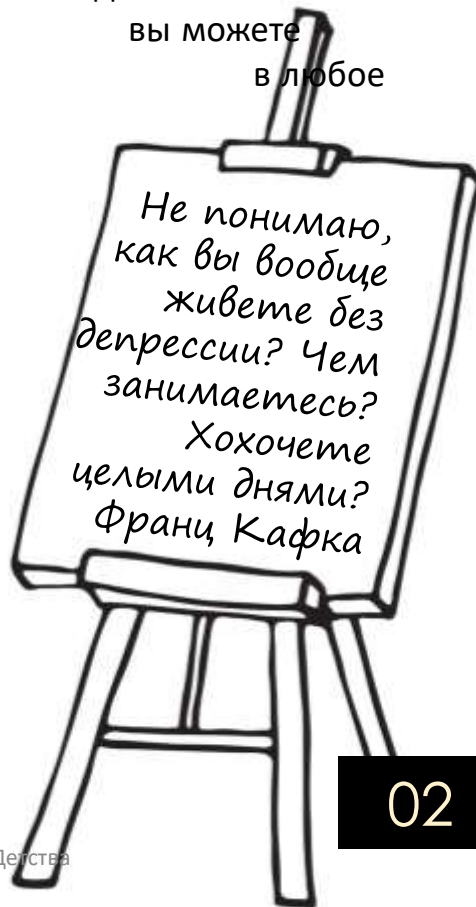 вы можете
в любое
Не понимаю,
как вы вообще
живете без
депрессии? Чем
занимаетесь?
Хохочете
целыми днями?
Франц Кафка
02
Детства